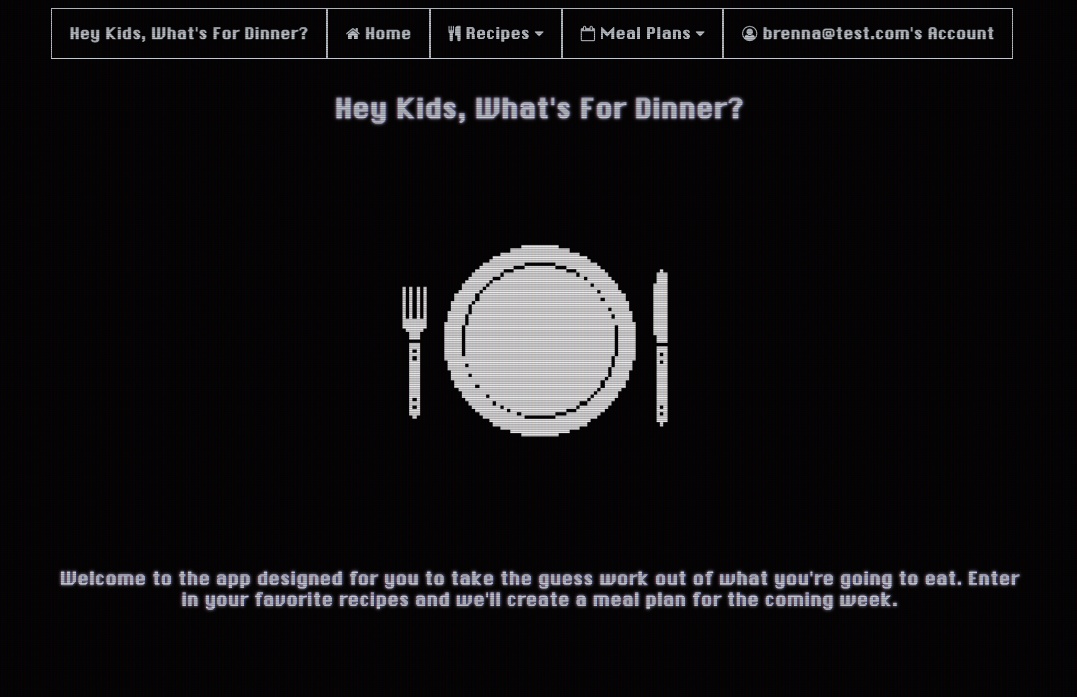 Hey Kids, What's For Dinner? Home Recipes Meal Plans brenna@test.com's Account
Hey Kids, What's For Dinner?
Welcome to the app designed for you to take the guess work out of what you're going to eat. Enter
in your favorite recipes and we'll create a meal plan for the coming week.